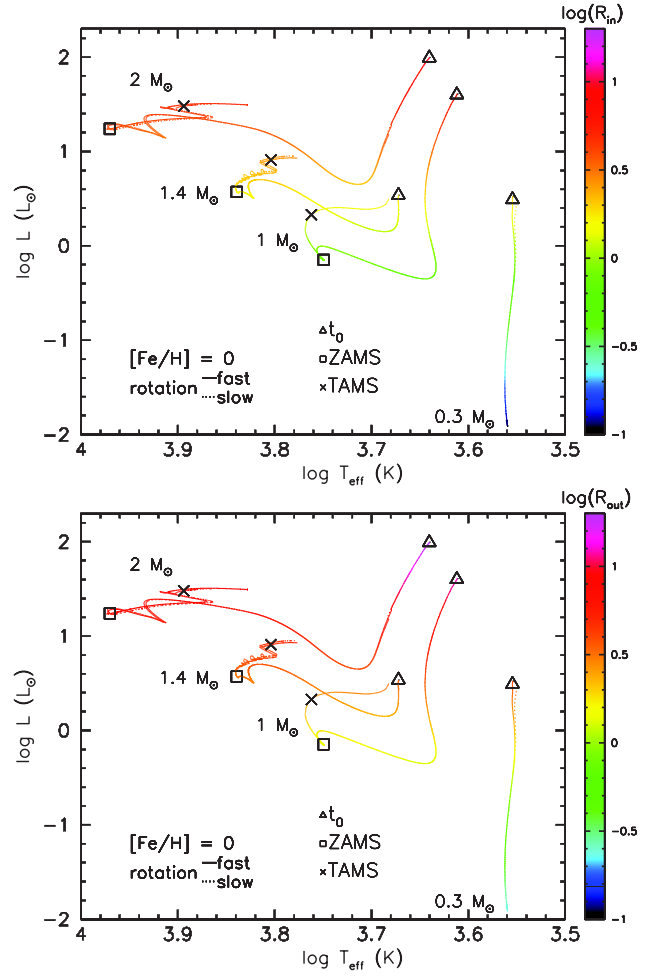 log(R_in)
2
1
0
−1
−2
log L (L⊙)
2 M⊙
1.4 M⊙
1 M⊙
0.3 M⊙
[Fe/H] = 0
rotation —fast
┈slow
△t₀
□ZAMS
×TAMS
4 3.9 3.8 3.7 3.6 3.5
log T_eff (K)
1
0.5
0
−0.5
−1
log(R_out)
2
1
0
−1
−2
log L (L⊙)
2 M⊙
1.4 M⊙
1 M⊙
0.3 M⊙
[Fe/H] = 0
rotation —fast
┈slow
△t₀
□ZAMS
×TAMS
4 3.9 3.8 3.7 3.6 3.5
log T_eff (K)
1
0.5
0
−0.5
−1